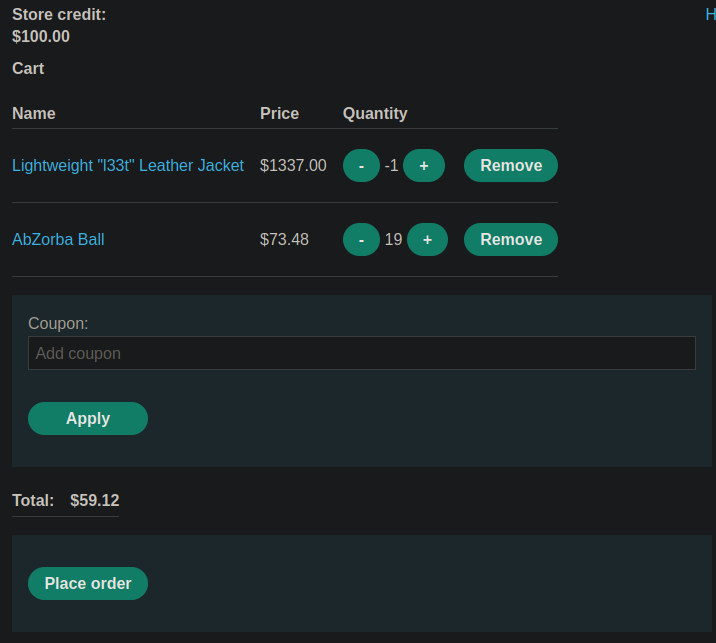 Store credit:
$100.00
Cart
Name Price Quantity
Lightweight "l33t" Leather Jacket $1337.00 - -1 + Remove
AbZorba Ball $73.48 - 19 + Remove
Coupon:
Add coupon
Apply
Total: $59.12
Place order